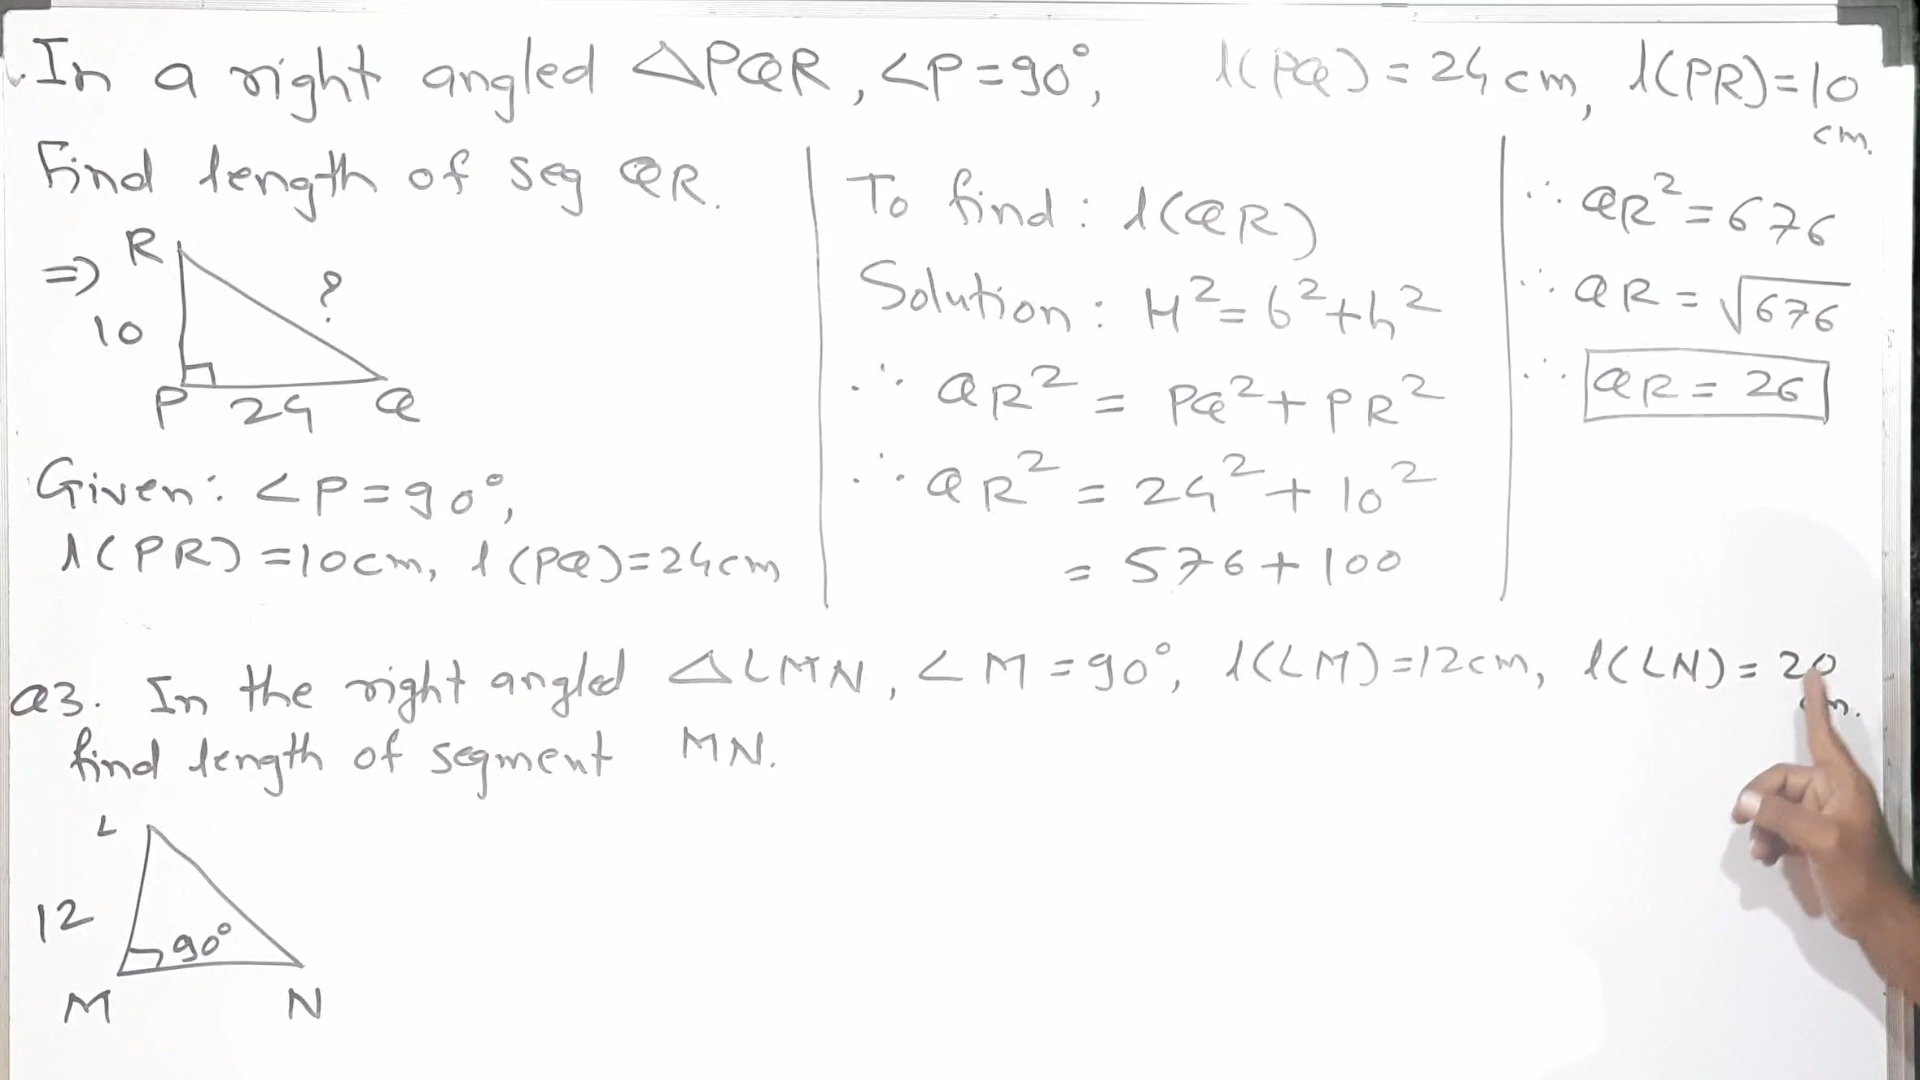 In a right angled △PQR, ∠P=90°, l(PQ)=24cm, l(PR)=10
cm.
Find length of seg QR.
⇒ R
?
10
P 24 Q
Given: ∠P=90°,
l(PR)=10cm, l(PQ)=24cm
To find: l(QR)
Solution: H²=b²+h²
∴ QR² = PQ²+PR²
∴ QR² = 24²+10²
= 576+100
∴ QR²=676
∴ QR=√676
∴ QR=26
Q3. In the right angled △LMN, ∠M=90°, l(LM)=12cm, l(LN)=20
cm.
find length of segment MN.
L
12
90°
M N